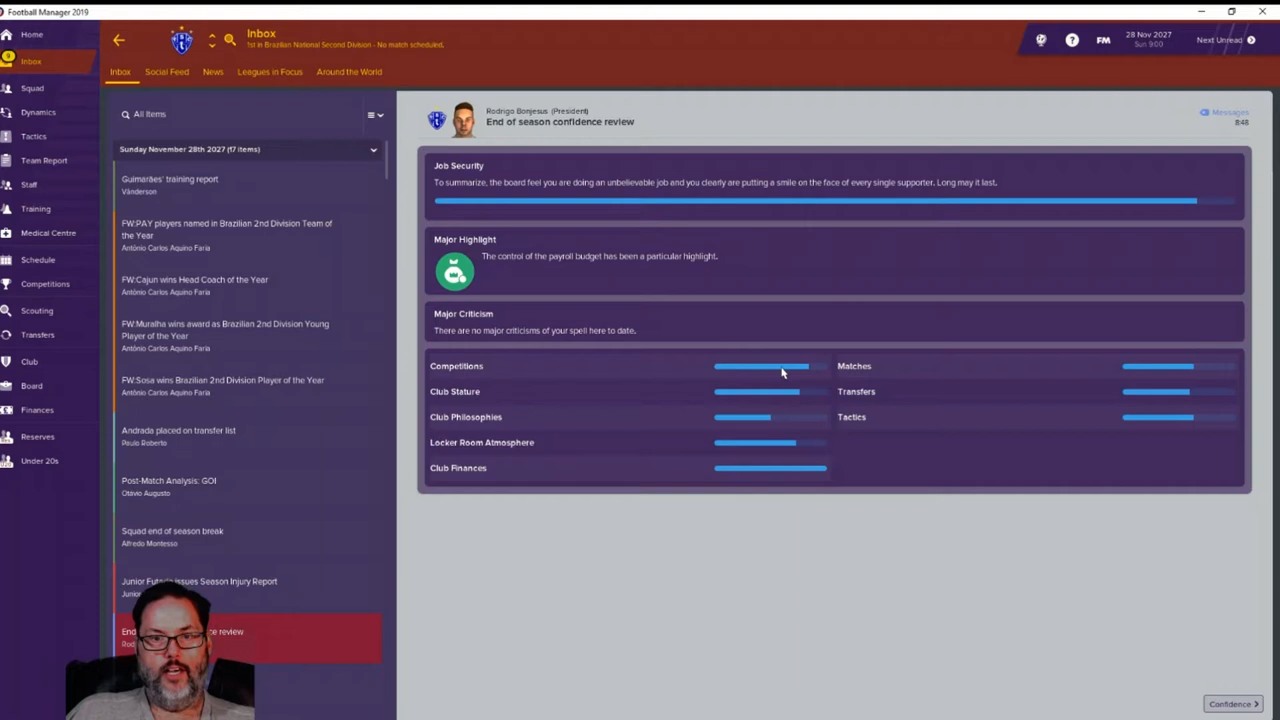 Football Manager 2019
Home
Inbox
9
Squad
Dynamics
Tactics
Team Report
Staff
Training
Medical Centre
Schedule
Competitions
Scouting
Transfers
Club
Board
Finances
Reserves
Under 20s
Inbox
1st in Brazilian National Second Division - No match scheduled.
FM
28 Nov 2027
Sun 9:00
Next Unread
Inbox
Social Feed
News
Leagues in Focus
Around the World
All Items
Sunday November 28th 2027 (17 items)
Guimarães' training report
Vânderson
FW:PAY players named in Brazilian 2nd Division Team of
the Year
Antônio Carlos Aquino Faria
FW:Cajun wins Head Coach of the Year
Antônio Carlos Aquino Faria
FW:Muralha wins award as Brazilian 2nd Division Young
Player of the Year
Antônio Carlos Aquino Faria
FW:Sosa wins Brazilian 2nd Division Player of the Year
Antônio Carlos Aquino Faria
Andrada placed on transfer list
Paulo Roberto
Post-Match Analysis: GOI
Otávio Augusto
Squad end of season break
Alfredo Montesso
Junior issues Season Injury Report
Junior
End review
Rodrigo Bonjesus (President)
End of season confidence review
Messages
8:48
Job Security
To summarize, the board feel you are doing an unbelievable job and you clearly are putting a smile on the face of every single supporter. Long may it last.
Major Highlight
The control of the payroll budget has been a particular highlight.
Major Criticism
There are no major criticisms of your spell here to date.
Competitions
Matches
Club Stature
Transfers
Club Philosophies
Tactics
Locker Room Atmosphere
Club Finances
Confidence